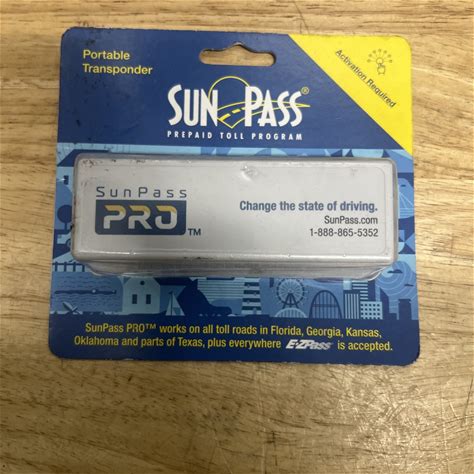 Portable
Transponder
Activation Required
SUNPASS®
PREPAID TOLL PROGRAM
SunPass
PRO™
Change the state of driving.
SunPass.com
1-888-865-5352
SunPass PRO™ works on all toll roads in Florida, Georgia, Kansas,
Oklahoma and parts of Texas, plus everywhere E-ZPass is accepted.